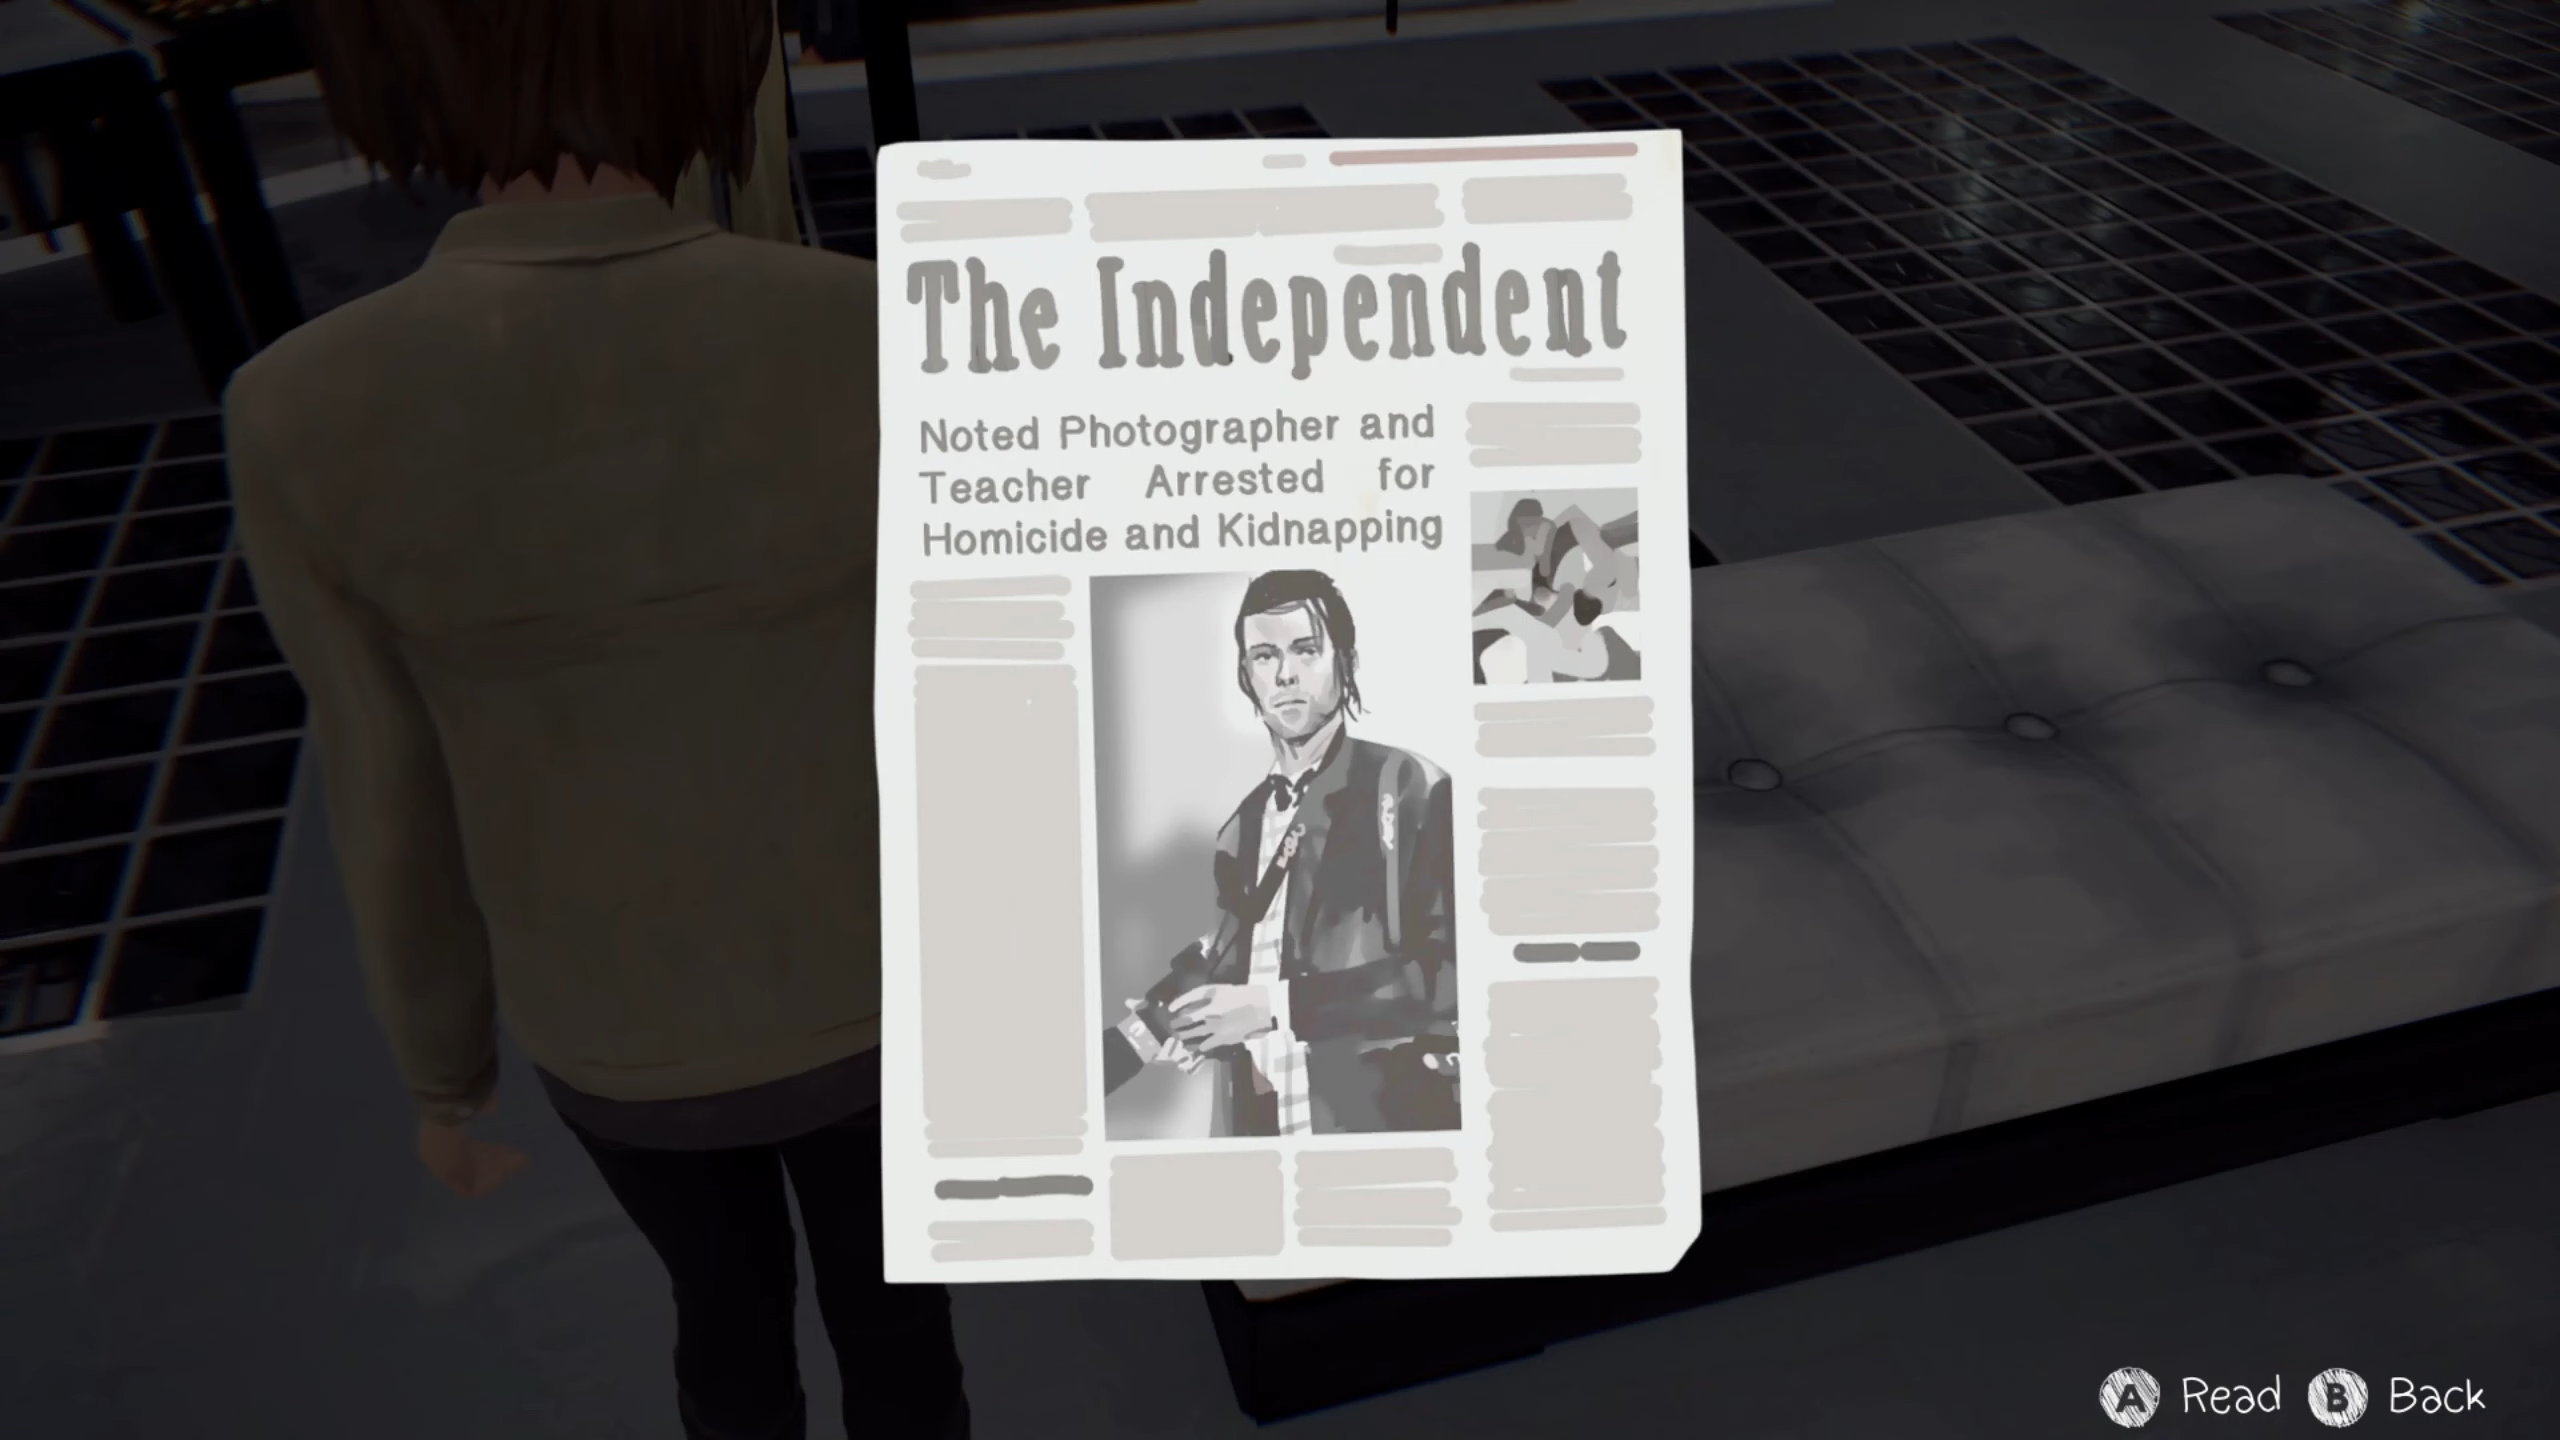 The Independent
Noted Photographer and
Teacher Arrested for
Homicide and Kidnapping
A Read B Back